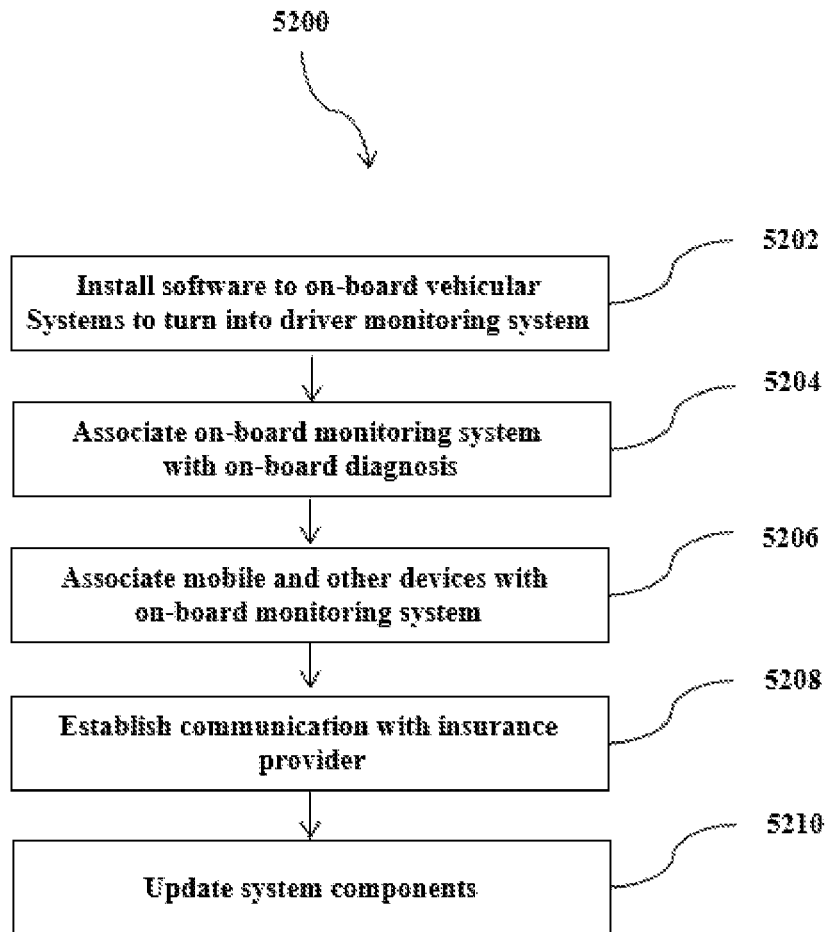 5200
5202
Install software to on-board vehicular
Systems to turn into driver monitoring system
5204
Associate on-board monitoring system
with on-board diagnosis
5206
Associate mobile and other devices with
on-board monitoring system
5208
Establish communication with insurance
provider
5210
Update system components